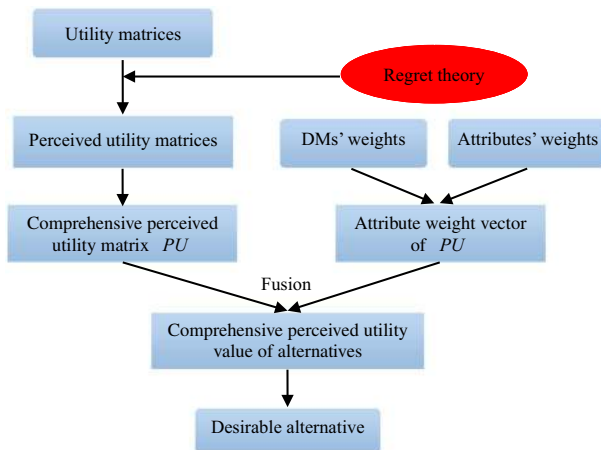 Utility matrices
Regret theory
Perceived utility matrices
DMs' weights
Attributes' weights
Comprehensive perceived
utility matrix PU
Attribute weight vector
of PU
Fusion
Comprehensive perceived utility
value of alternatives
Desirable alternative